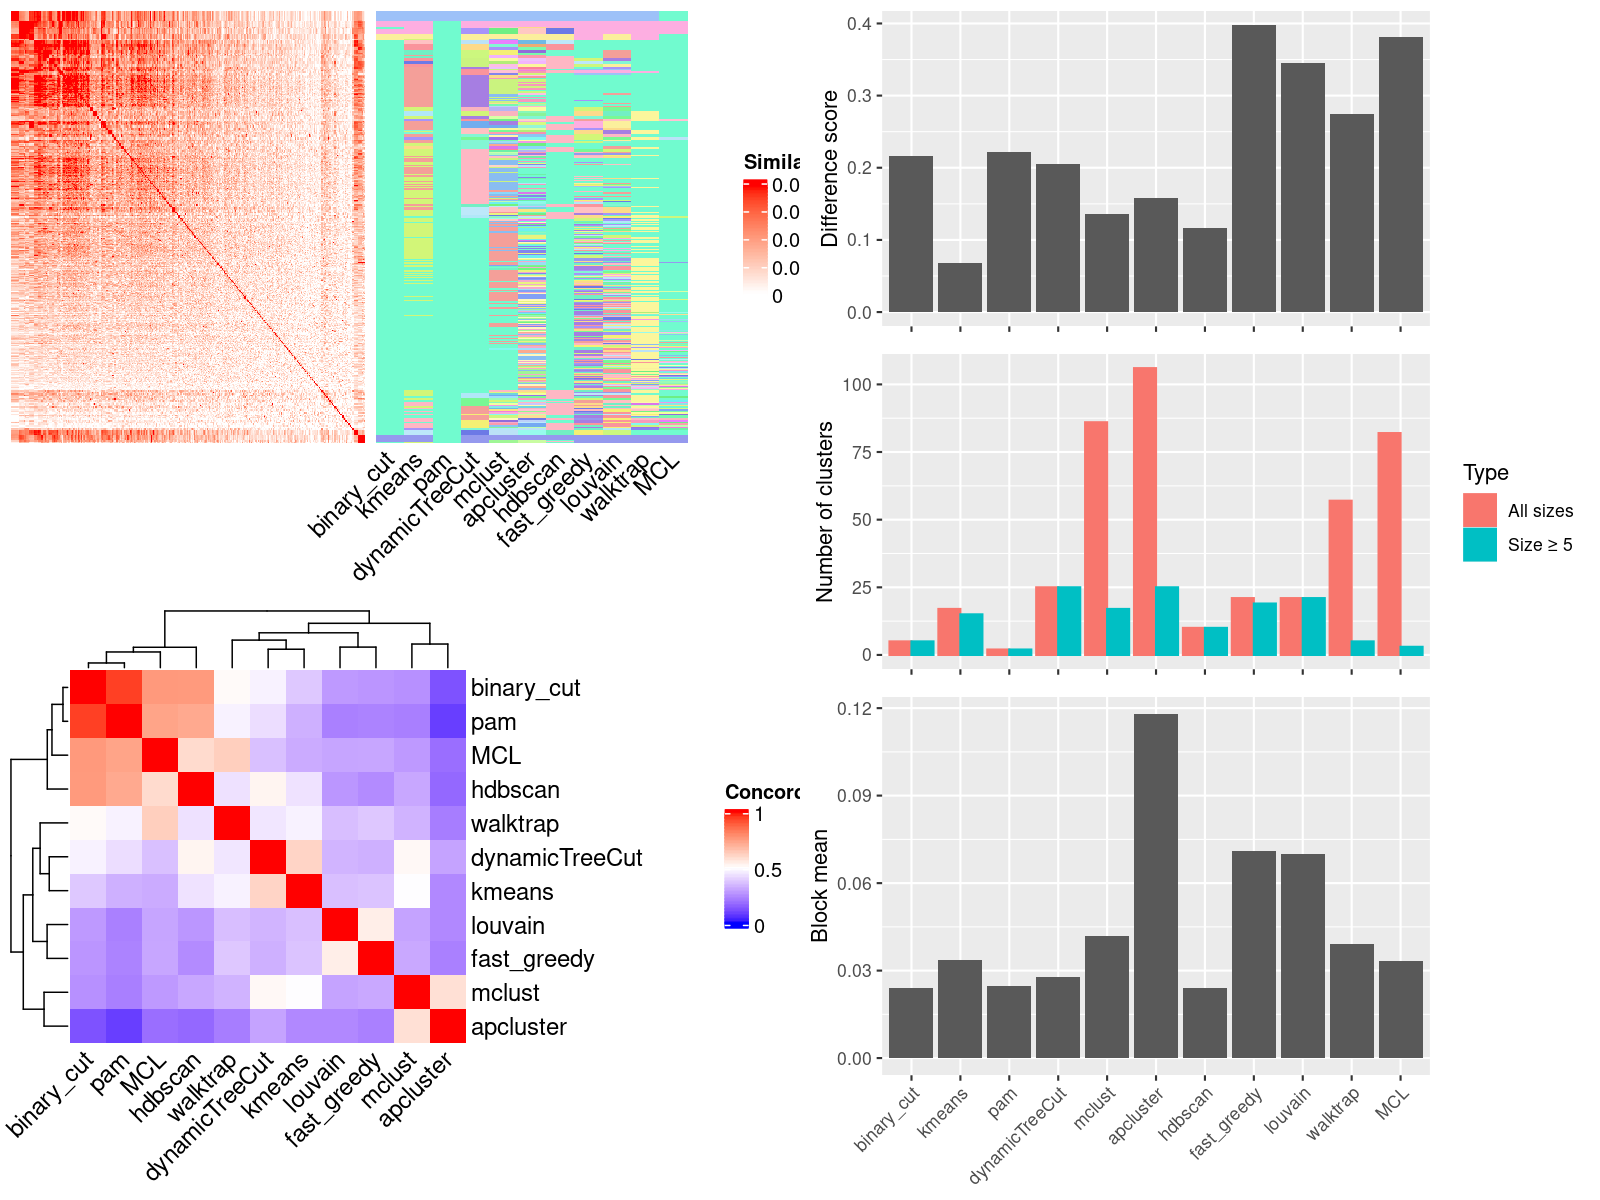 Simila
0.0
0.0
0.0
0.0
0
binary_cut
kmeans
pam
dynamicTreeCut
mclust
apcluster
hdbscan
fast_greedy
louvain
walktrap
MCL
binary_cut
pam
MCL
hdbscan
walktrap
dynamicTreeCut
kmeans
louvain
fast_greedy
mclust
apcluster
Concord
1
0.5
0
binary_cut
pam
MCL
hdbscan
walktrap
dynamicTreeCut
kmeans
louvain
fast_greedy
mclust
apcluster
Difference score
0.4
0.3
0.2
0.1
0.0
Number of clusters
100
75
50
25
0
Type
All sizes
Size ≥ 5
Block mean
0.12
0.09
0.06
0.03
0.00
binary_cut
kmeans
pam
dynamicTreeCut
mclust
apcluster
hdbscan
fast_greedy
louvain
walktrap
MCL